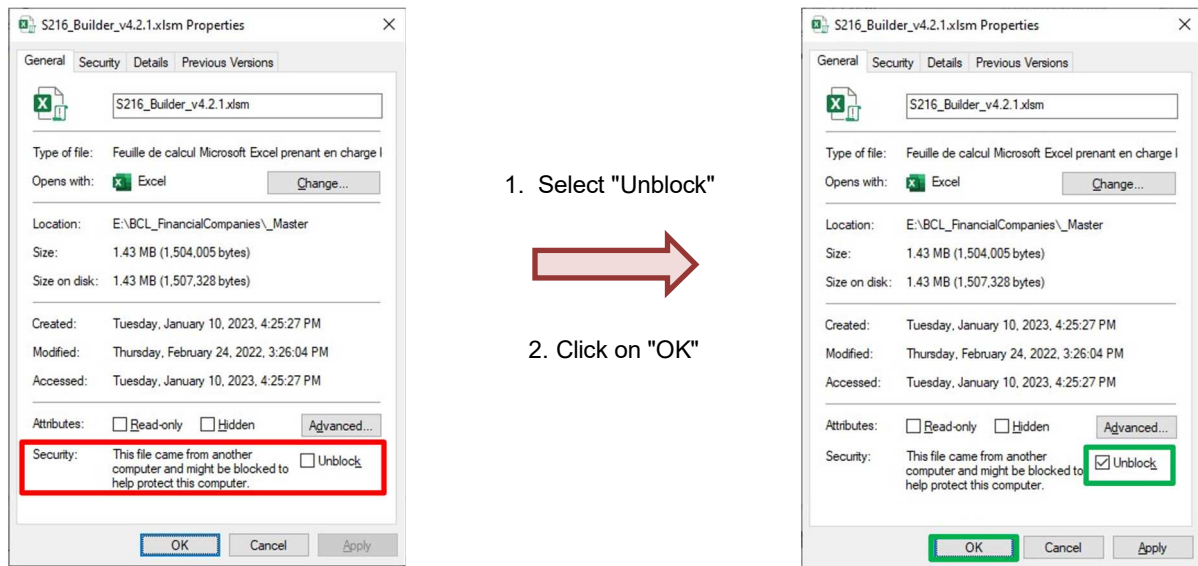 S216_Builder_v4.2.1.xlsm Properties
General Security Details Previous Versions
S216_Builder_v4.2.1.xlsm
Type of file: Feuille de calcul Microsoft Excel prenant en charge l
Opens with: Excel Change...
Location: E:\BCL_FinancialCompanies\_Master
Size: 1.43 MB (1,504,005 bytes)
Size on disk: 1.43 MB (1,507,328 bytes)
Created: Tuesday, January 10, 2023, 4:25:27 PM
Modified: Thursday, February 24, 2022, 3:26:04 PM
Accessed: Tuesday, January 10, 2023, 4:25:27 PM
Attributes: Read-only Hidden Advanced...
Security: This file came from another
computer and might be blocked to
help protect this computer.
Unblock
OK Cancel Apply
1. Select "Unblock"
2. Click on "OK"
S216_Builder_v4.2.1.xlsm Properties
General Security Details Previous Versions
S216_Builder_v4.2.1.xlsm
Type of file: Feuille de calcul Microsoft Excel prenant en charge l
Opens with: Excel Change...
Location: E:\BCL_FinancialCompanies\_Master
Size: 1.43 MB (1,504,005 bytes)
Size on disk: 1.43 MB (1,507,328 bytes)
Created: Tuesday, January 10, 2023, 4:25:27 PM
Modified: Thursday, February 24, 2022, 3:26:04 PM
Accessed: Tuesday, January 10, 2023, 4:25:27 PM
Attributes: Read-only Hidden Advanced...
Security: This file came from another
computer and might be blocked to
help protect this computer.
Unblock
OK Cancel Apply